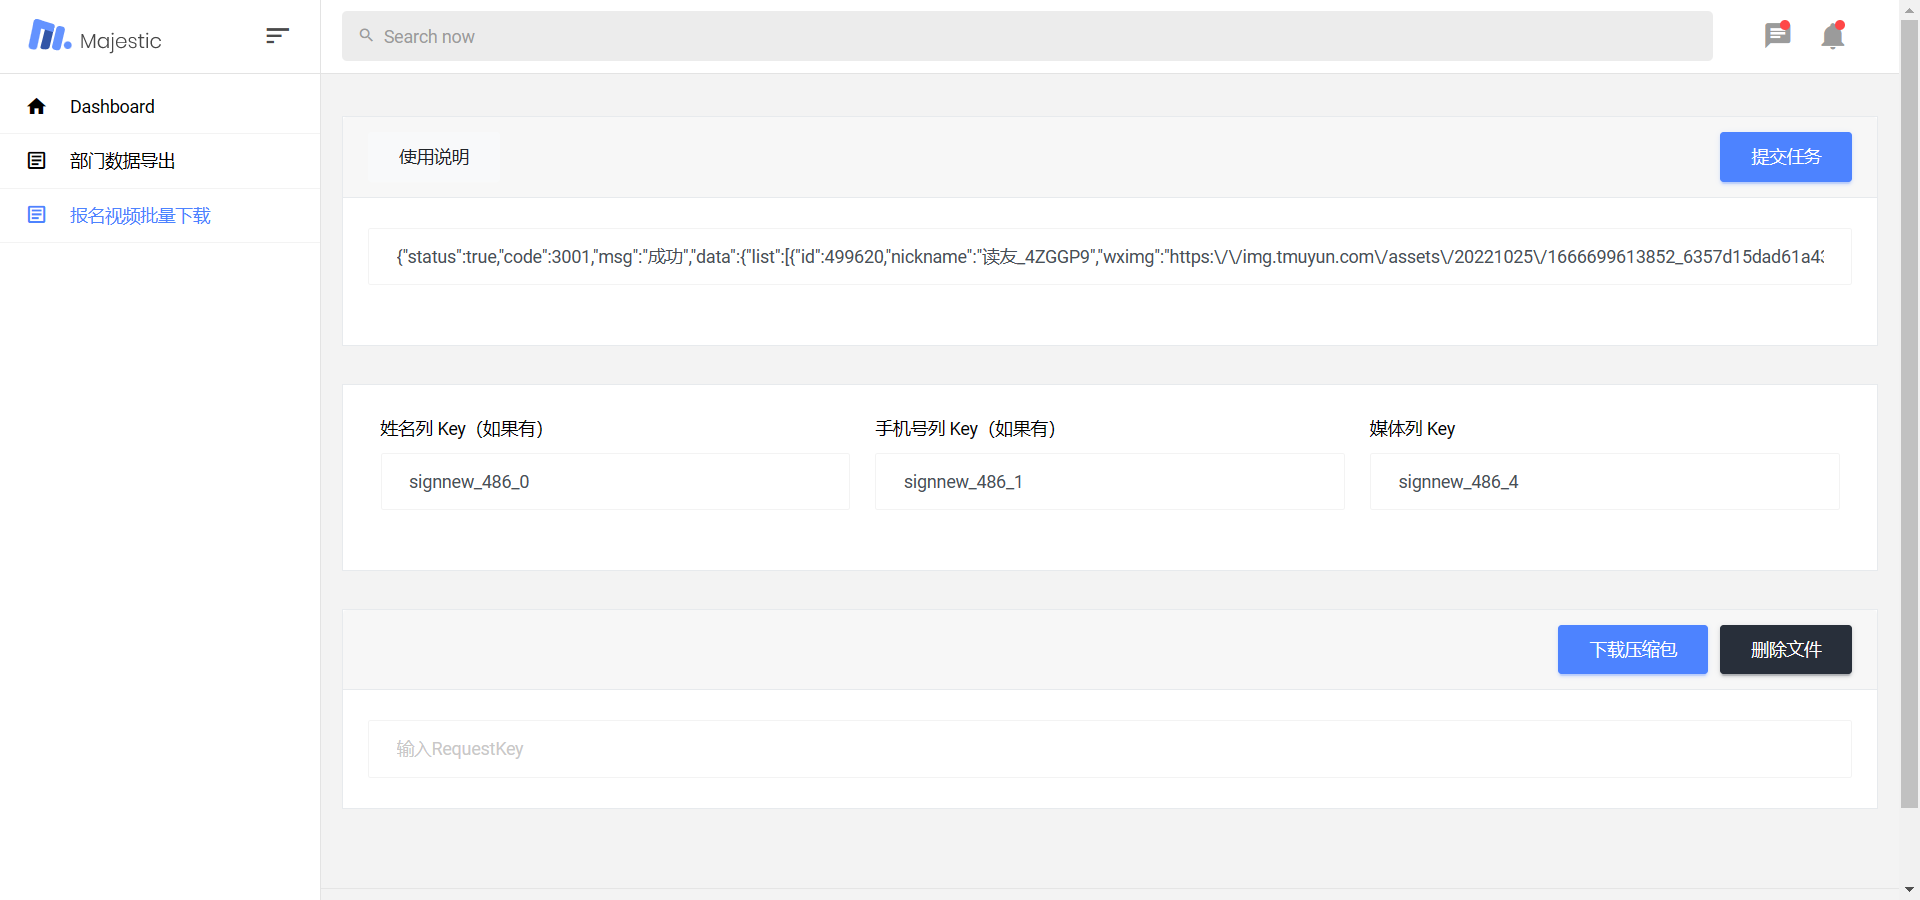 Majestic
Search now
Dashboard
部门数据导出
报名视频批量下载
使用说明
提交任务
{"status":true,"code":3001,"msg":"成功","data":{"list":[{"id":499620,"nickname":"读友_4ZGGP9","wximg":"https:\/\/img.tmuyun.com\/assets\/20221025\/1666699613852_6357d15dad61a4
姓名列 Key（如果有）
手机号列 Key（如果有）
媒体列 Key
signnew_486_0
signnew_486_1
signnew_486_4
下载压缩包
删除文件
输入RequestKey